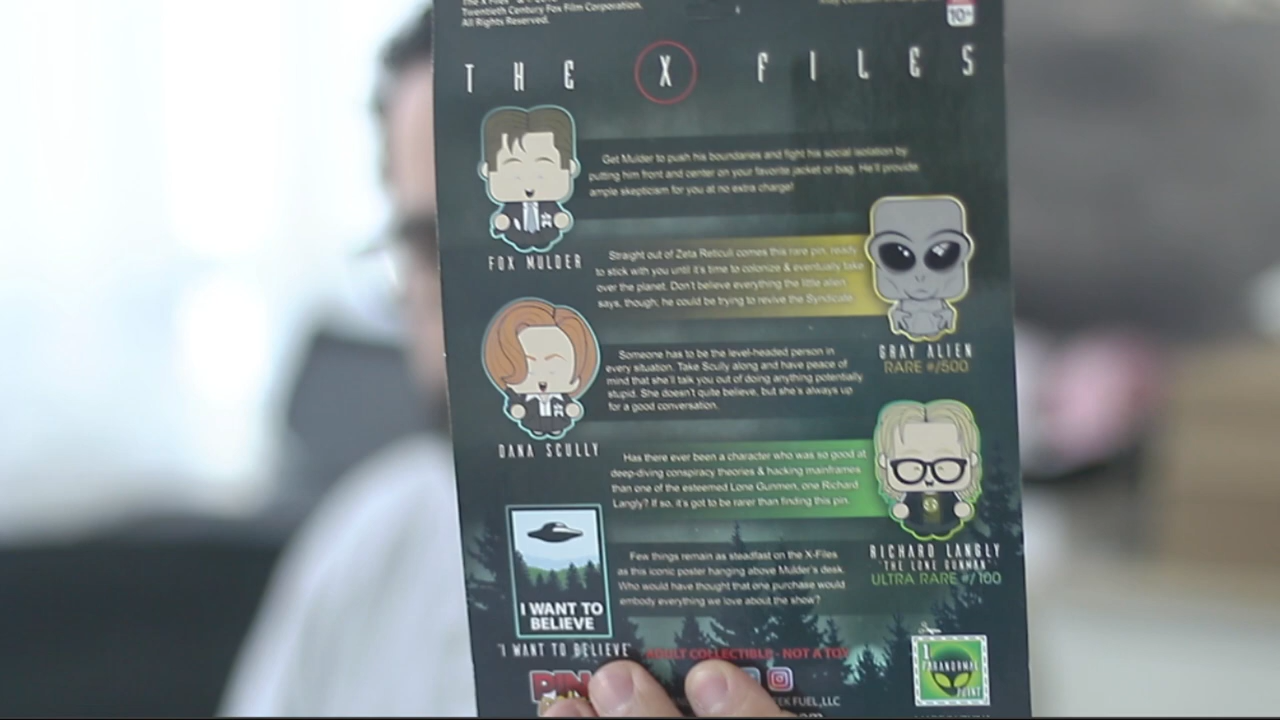 Twentieth Century Fox Film Corporation.
All Rights Reserved.
10+
THE X FILES
Get Mulder to push his boundaries and fight his social isolation by
putting him front and center on your favorite jacket or bag. He'll provide
ample skepticism for you at no extra charge!
FOX MULDER
Straight out of Zeta Reticuli comes this rare pin, ready
to stick with you until it's time to colonize & eventually take
over the planet. Don't believe everything the little alien
says, though; he could be trying to revive the Syndicate.
GRAY ALIEN
RARE #/500
Someone has to be the level-headed person in
every situation. Take Scully along and have peace of
mind that she'll talk you out of doing anything potentially
stupid. She doesn't quite believe, but she's always up
for a good conversation.
DANA SCULLY
Has there ever been a character who was so good at
deep-diving conspiracy theories & hacking mainframes
than one of the esteemed Lone Gunmen, one Richard
Langly? If so, it's got to be rarer than finding this pin.
RICHARD LANGLY
"THE LONE GUNMAN"
ULTRA RARE #/100
Few things remain as steadfast on the X-Files
as this iconic poster hanging above Mulder's desk.
Who would have thought that one purchase would
embody everything we love about the show?
I WANT TO
BELIEVE
"I WANT TO BELIEVE"
ADULT COLLECTIBLE - NOT A TOY
1
PARANORMAL
POINT
PIN
FUEL, LLC
.com